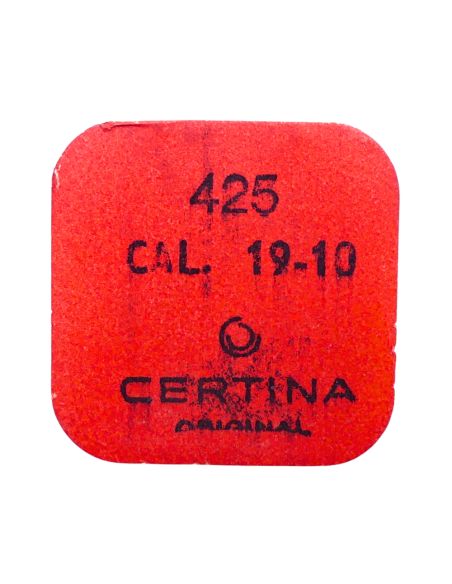 425
CAL. 19-10
CERTINA
ORIGINAL